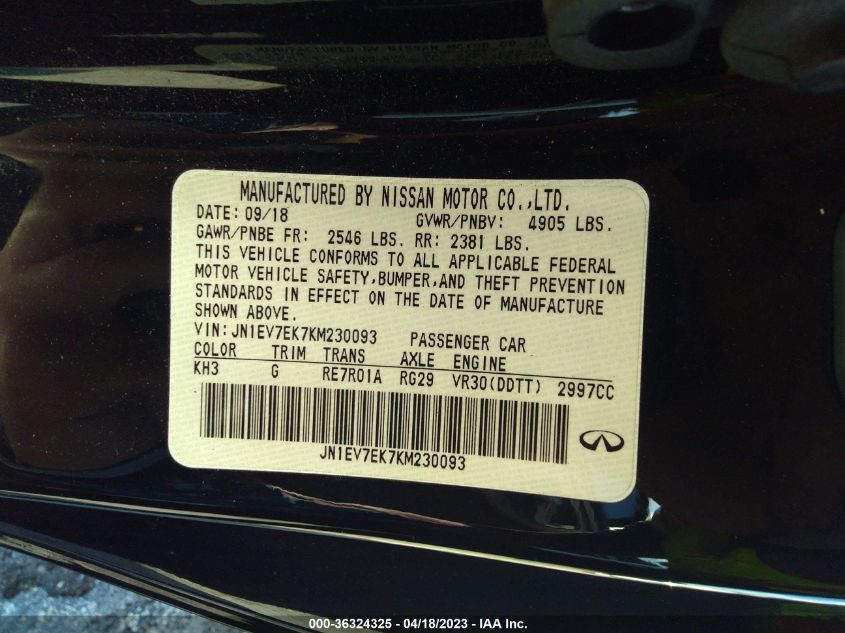 MANUFACTURED BY NISSAN MOTOR CO.,LTD.
DATE: 09/18 GVWR/PNBV: 4905 LBS.
GAWR/PNBE FR: 2546 LBS. RR: 2381 LBS.
THIS VEHICLE CONFORMS TO ALL APPLICABLE FEDERAL
MOTOR VEHICLE SAFETY,BUMPER,AND THEFT PREVENTION
STANDARDS IN EFFECT ON THE DATE OF MANUFACTURE
SHOWN ABOVE.
VIN:JN1EV7EK7KM230093 PASSENGER CAR
COLOR TRIM TRANS AXLE ENGINE
KH3 G RE7R01A RG29 VR30(DDTT) 2997CC
JN1EV7EK7KM230093
000-36324325 - 04/18/2023 - IAA Inc.